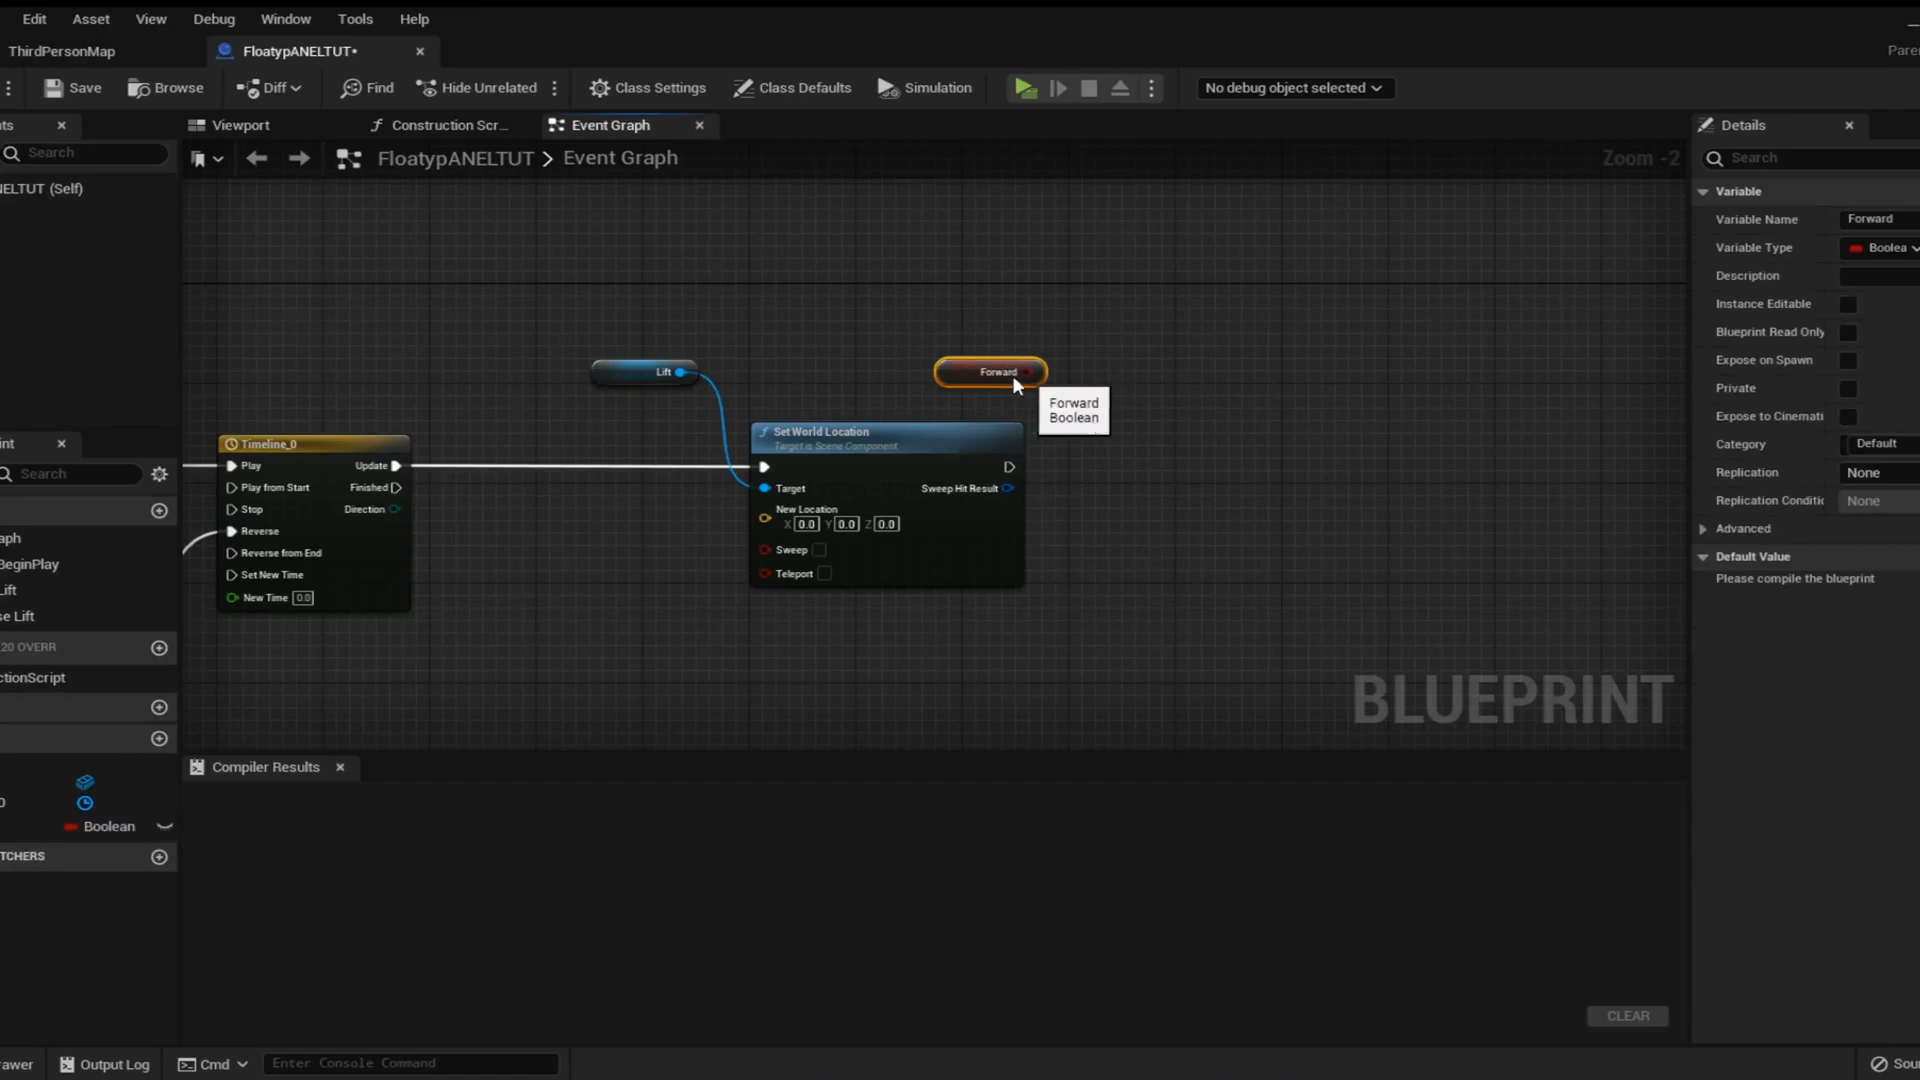 Edit Asset View Debug Window Tools Help
ThirdPersonMap FloatypANELTUT* Paren
Save Browse Diff Find Hide Unrelated Class Settings Class Defaults Simulation No debug object selected
ts Viewport Construction Scr... Event Graph Details
Search FloatypANELTUT > Event Graph Zoom -2 Search
NELTUT (Self) Variable
Variable Name Forward
Variable Type Boolea
Description
Instance Editable
Blueprint Read Only
Expose on Spawn
Private
Expose to Cinemati
Category Default
Replication None
Replication Conditic None
Advanced
Default Value
Please compile the blueprint
Lift
Forward
Forward
Boolean
Timeline_0
Play Update
Play from Start Finished
Stop Direction
Reverse
Reverse from End
Set New Time
New Time 0.0
Set World Location
Target is Scene Component
Target Sweep Hit Result
New Location
X 0.0 Y 0.0 Z 0.0
Sweep
Teleport
BLUEPRINT
int
Search
aph
BeginPlay
Lift
se Lift
20 OVERR
ctionScript
0
Boolean
TCHERS
Compiler Results
CLEAR
rawer Output Log Cmd Enter Console Command Sou